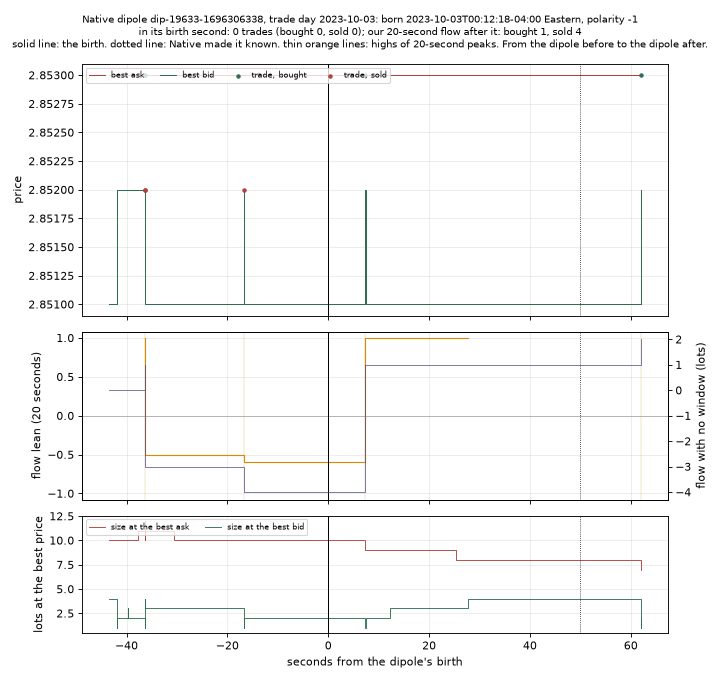 Native dipole dip-19633-1696306338, trade day 2023-10-03: born 2023-10-03T00:12:18-04:00 Eastern, polarity -1
in its birth second: 0 trades (bought 0, sold 0); our 20-second flow after it: bought 1, sold 4
solid line: the birth. dotted line: Native made it known. thin orange lines: highs of 20-second peaks. From the dipole before to the dipole after.
best ask best bid trade, bought trade, sold
2.85300
2.85275
2.85250
2.85225
2.85200
2.85175
2.85150
2.85125
2.85100
price
1.0
0.5
0.0
−0.5
−1.0
flow lean (20 seconds)
2
1
0
−1
−2
−3
−4
flow with no window (lots)
size at the best ask size at the best bid
12.5
10.0
7.5
5.0
2.5
lots at the best price
−40 −20 0 20 40 60
seconds from the dipole's birth